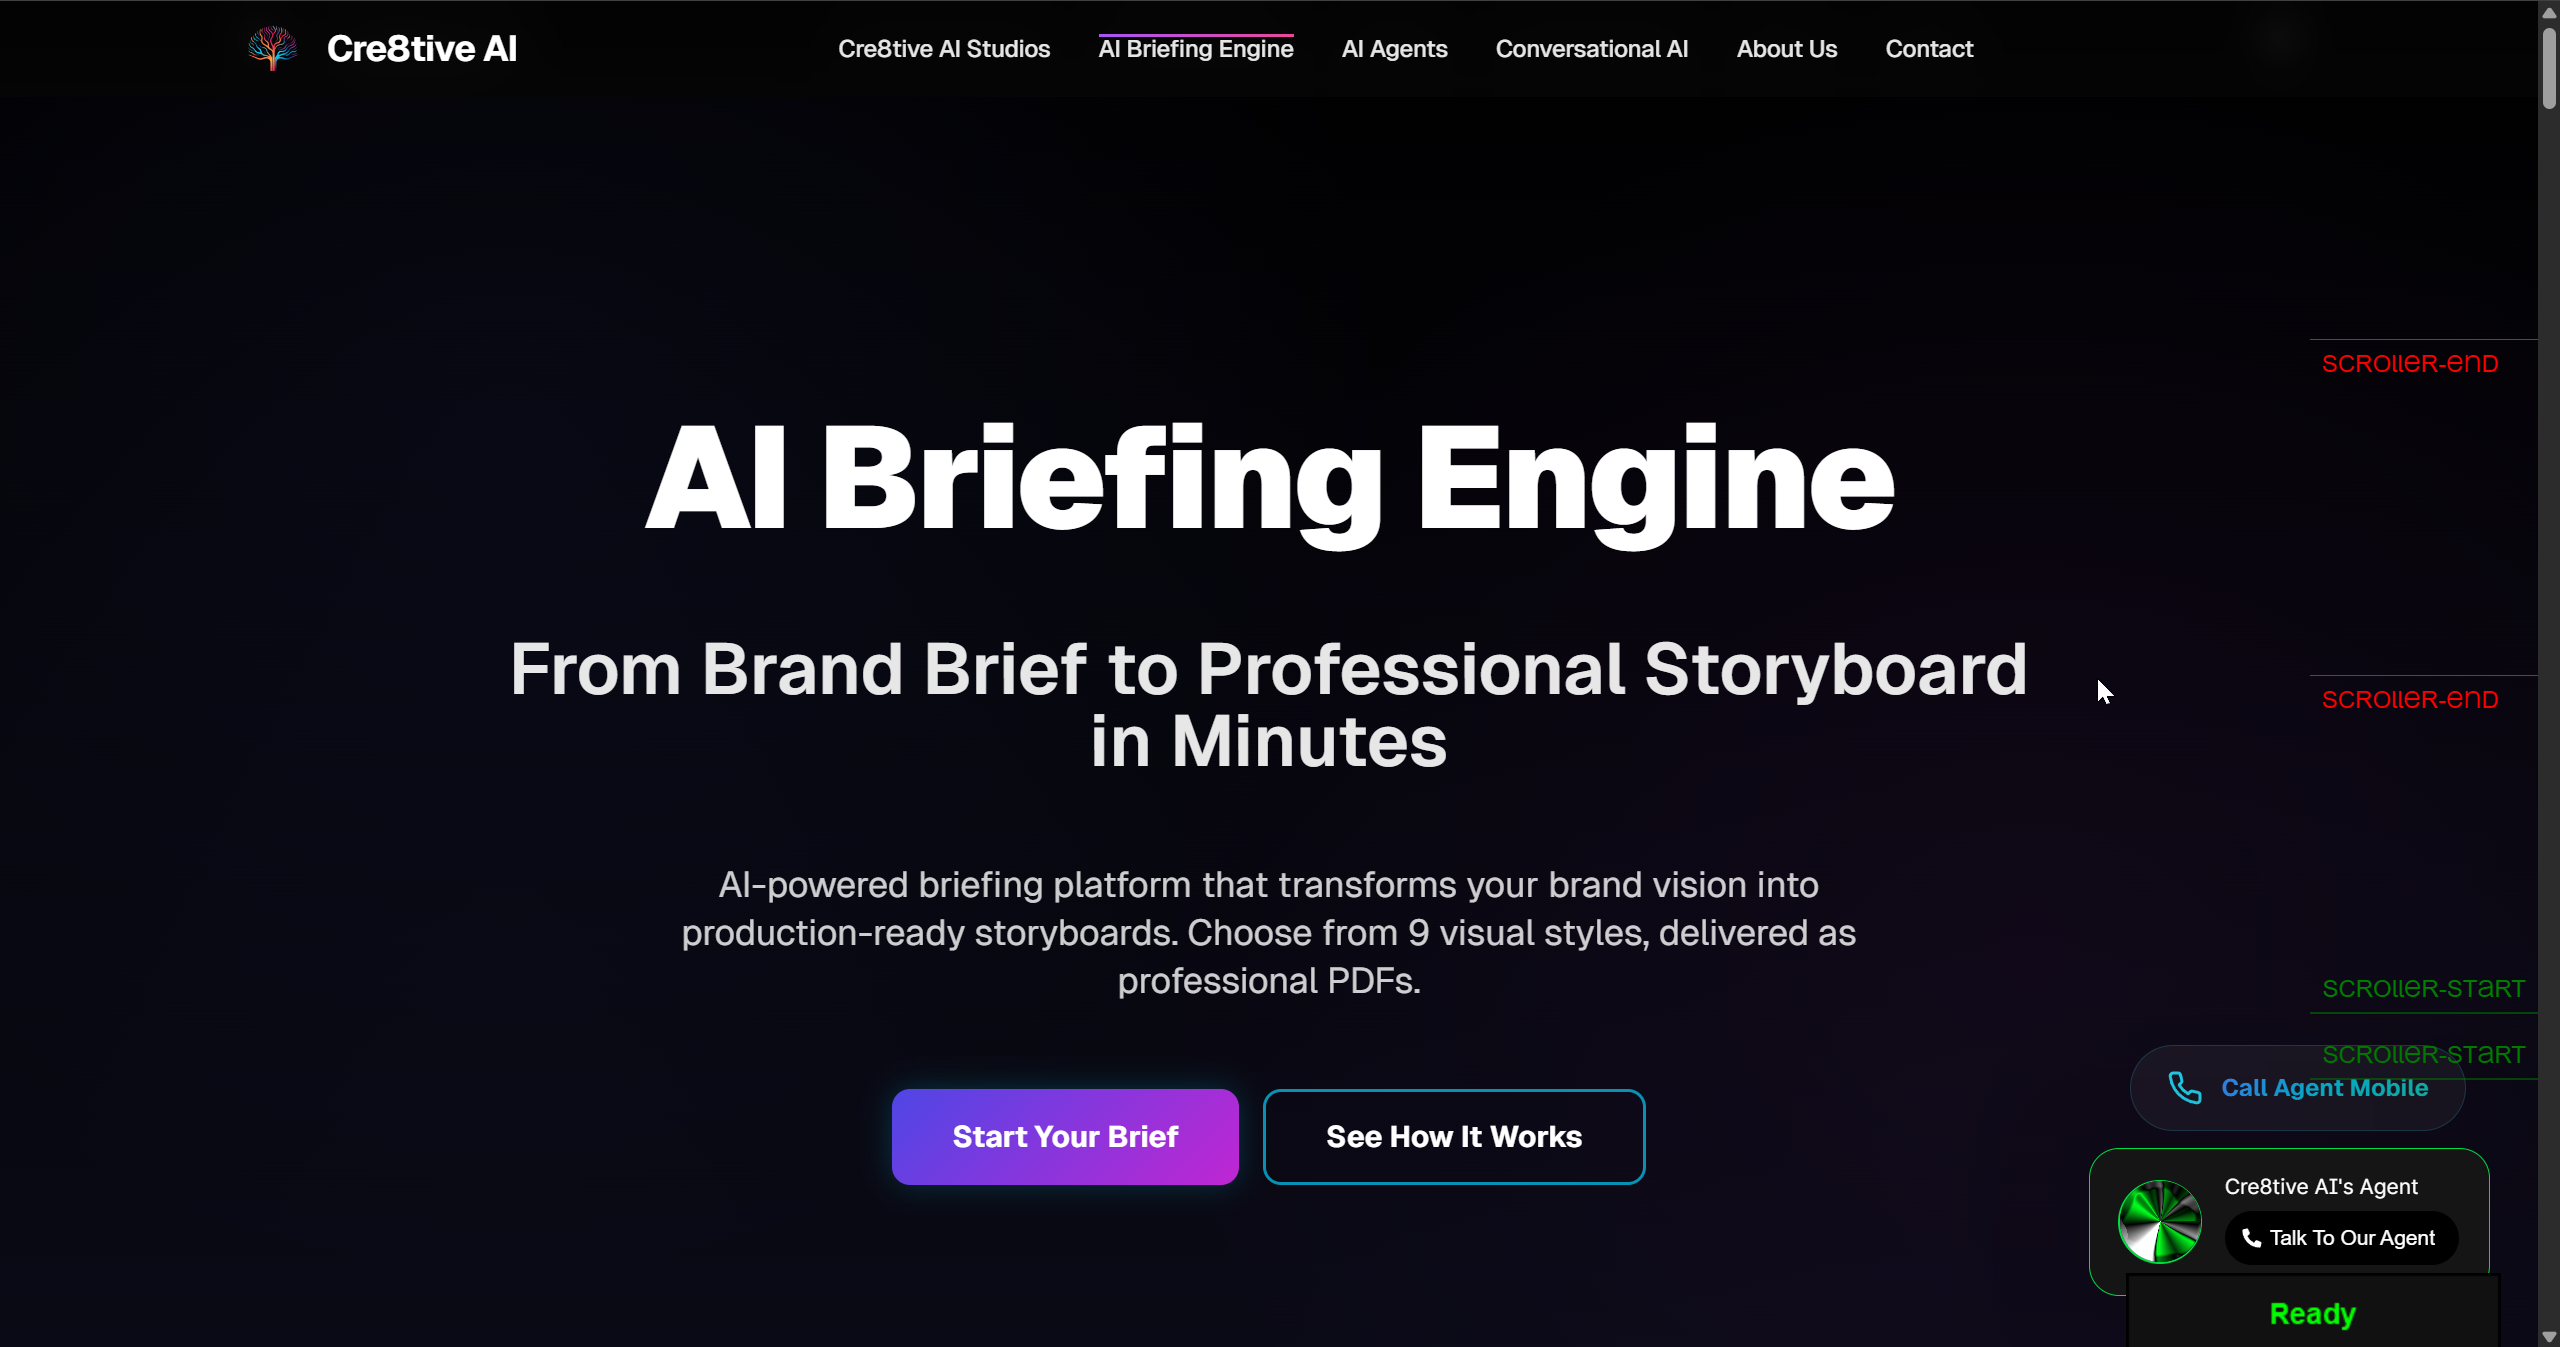 Cre8tive AI
Cre8tive AI Studios
AI Briefing Engine
AI Agents
Conversational AI
About Us
Contact
scroller-end
AI Briefing Engine
From Brand Brief to Professional Storyboard
in Minutes
scroller-end
AI-powered briefing platform that transforms your brand vision into
production-ready storyboards. Choose from 9 visual styles, delivered as
professional PDFs.
scroller-start
scroller-start
Call Agent Mobile
Start Your Brief
See How It Works
Cre8tive AI's Agent
Talk To Our Agent
Ready